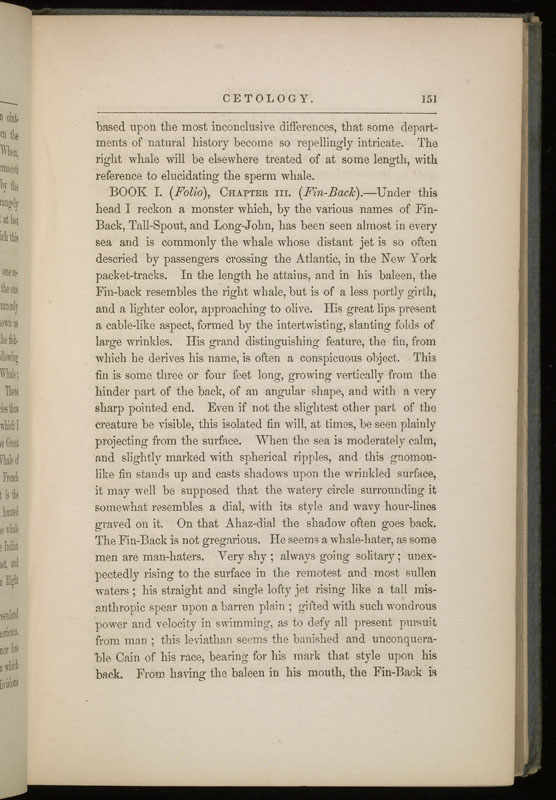 CETOLOGY. 151
based upon the most inconclusive differences, that some depart-
ments of natural history become so repellingly intricate. The
right whale will be elsewhere treated of at some length, with
reference to elucidating the sperm whale.
BOOK I. (Folio), CHAPTER III. (Fin-Back).—Under this
head I reckon a monster which, by the various names of Fin-
Back, Tall-Spout, and Long-John, has been seen almost in every
sea and is commonly the whale whose distant jet is so often
descried by passengers crossing the Atlantic, in the New York
packet-tracks. In the length he attains, and in his baleen, the
Fin-back resembles the right whale, but is of a less portly girth,
and a lighter color, approaching to olive. His great lips present
a cable-like aspect, formed by the intertwisting, slanting folds of
large wrinkles. His grand distinguishing feature, the fin, from
which he derives his name, is often a conspicuous object. This
fin is some three or four feet long, growing vertically from the
hinder part of the back, of an angular shape, and with a very
sharp pointed end. Even if not the slightest other part of the
creature be visible, this isolated fin will, at times, be seen plainly
projecting from the surface. When the sea is moderately calm,
and slightly marked with spherical ripples, and this gnomon-
like fin stands up and casts shadows upon the wrinkled surface,
it may well be supposed that the watery circle surrounding it
somewhat resembles a dial, with its style and wavy hour-lines
graved on it. On that Ahaz-dial the shadow often goes back.
The Fin-Back is not gregarious. He seems a whale-hater, as some
men are man-haters. Very shy; always going solitary; unex-
pectedly rising to the surface in the remotest and most sullen
waters; his straight and single lofty jet rising like a tall mis-
anthropic spear upon a barren plain; gifted with such wondrous
power and velocity in swimming, as to defy all present pursuit
from man; this leviathan seems the banished and unconquera-
ble Cain of his race, bearing for his mark that style upon his
back. From having the baleen in his mouth, the Fin-Back is